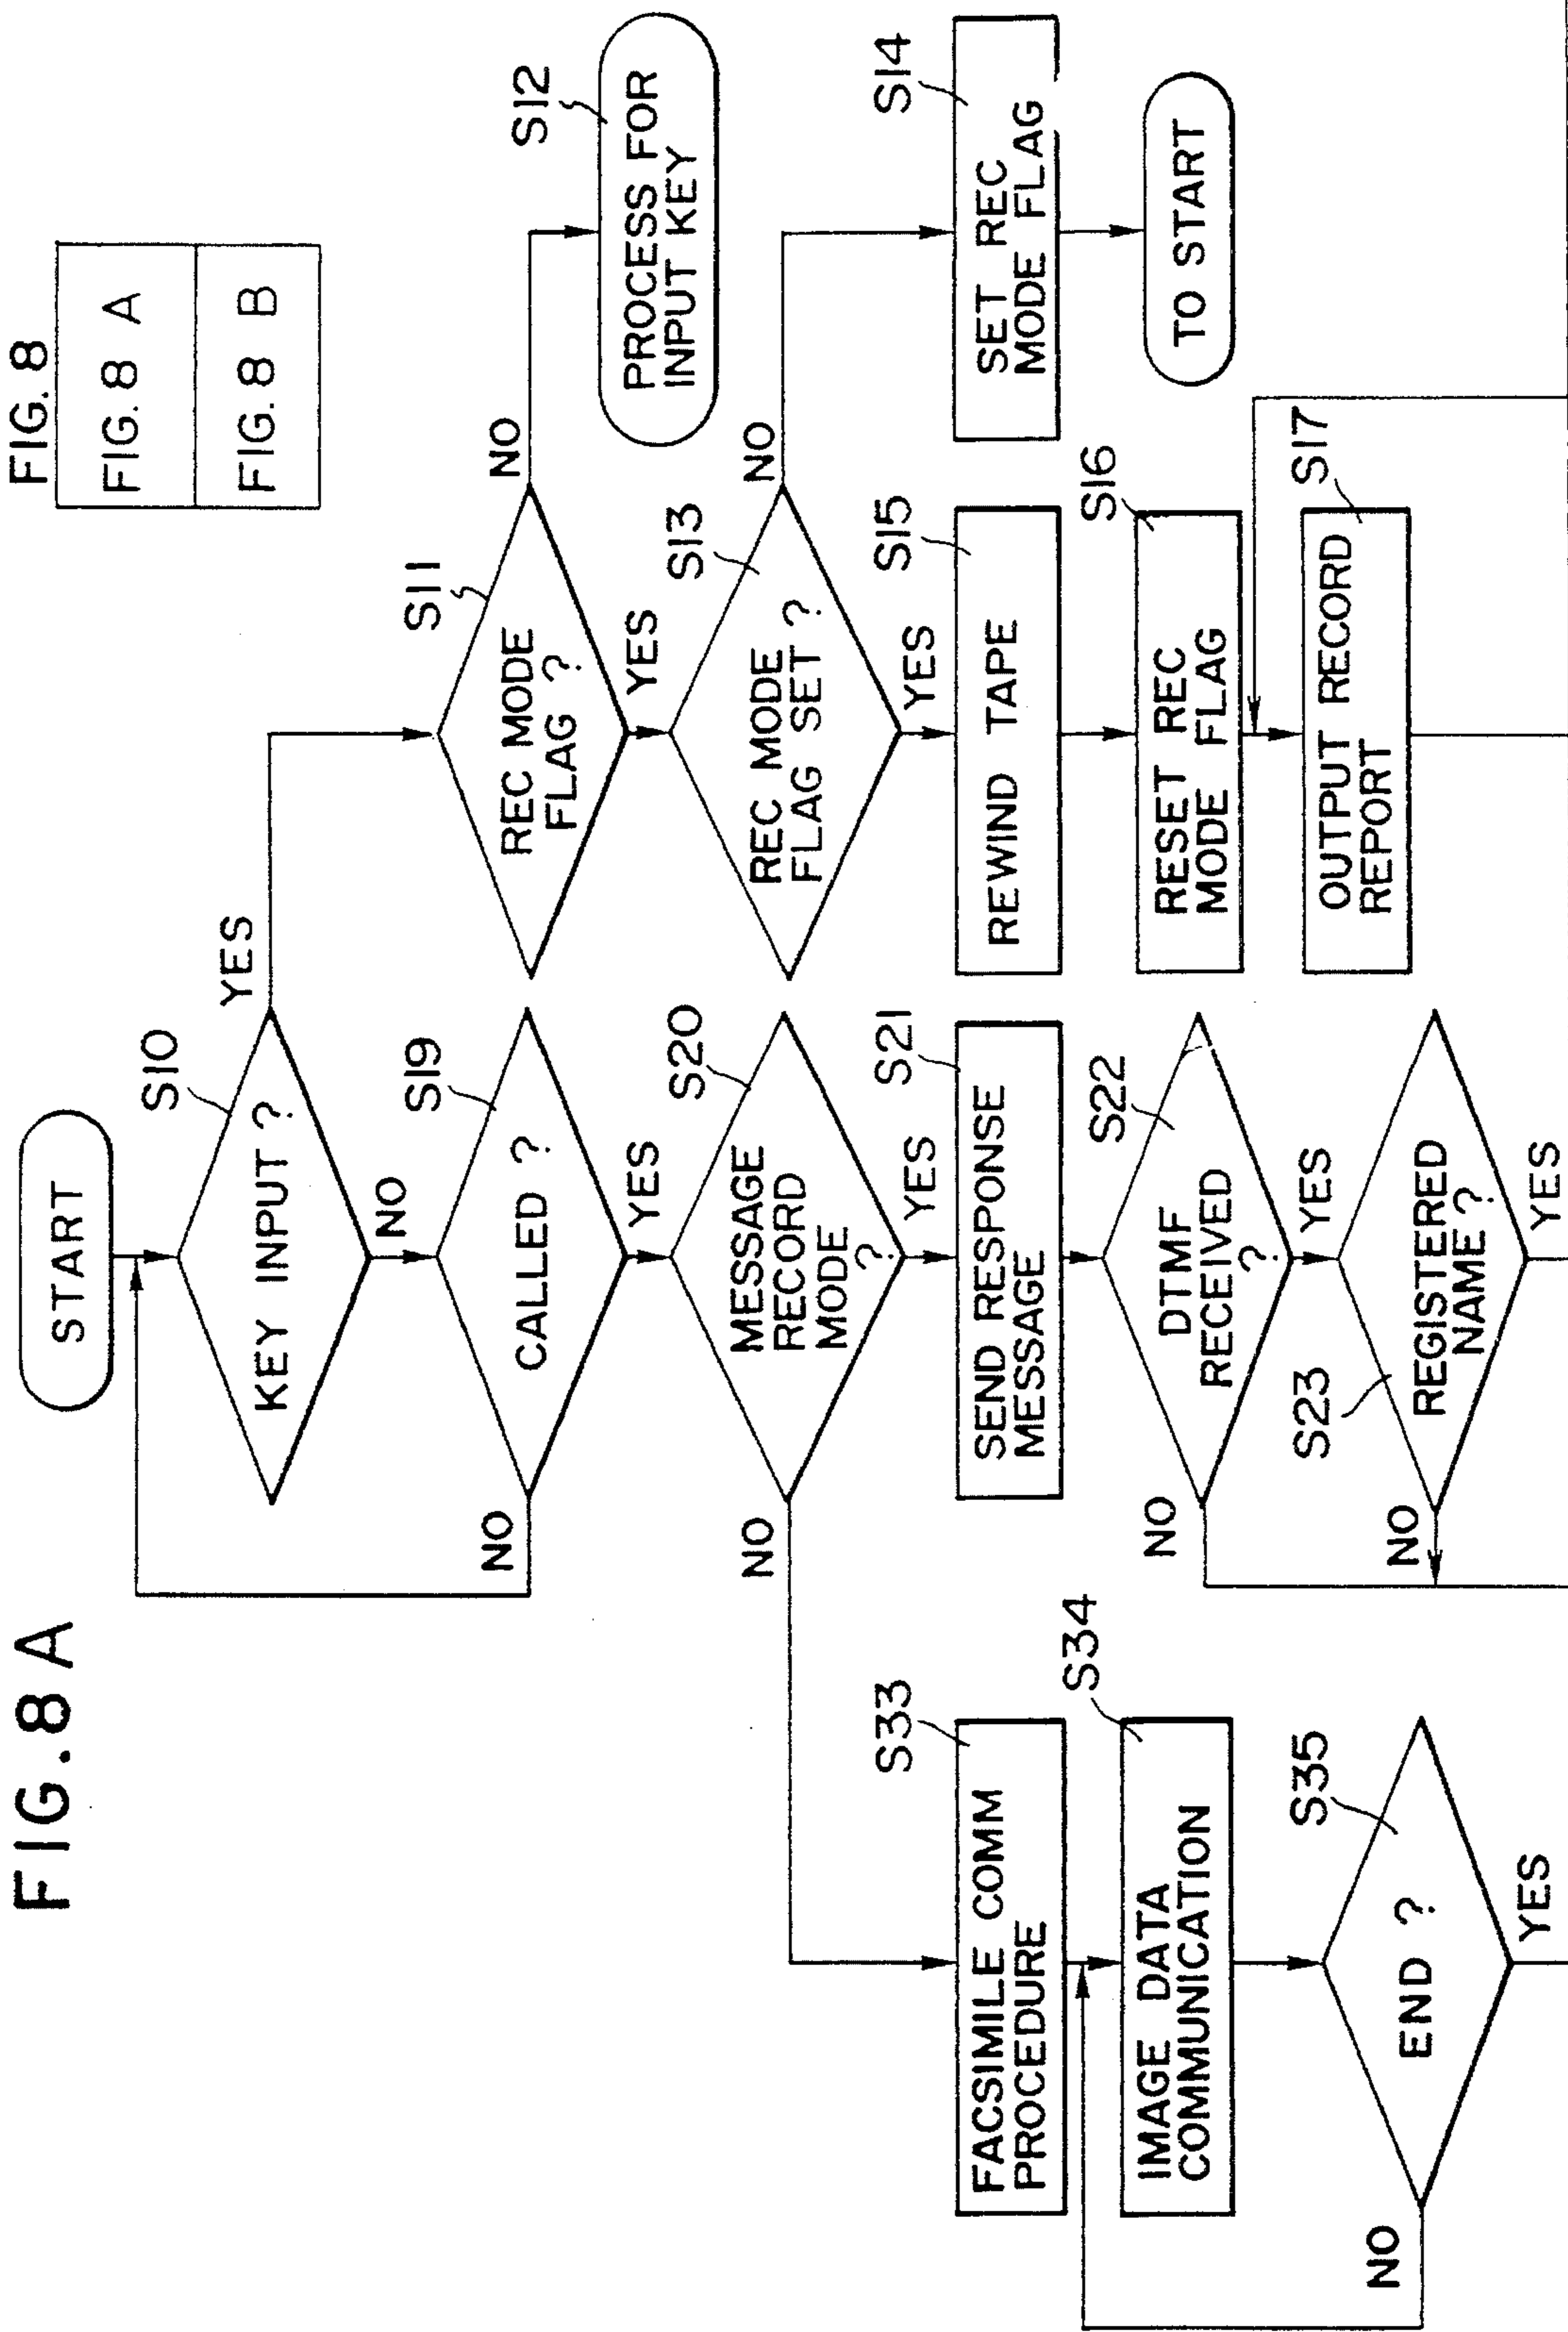 FIG.8 A
FIG.8
FIG.8 A
FIG.8 B
START
S10
KEY INPUT ?
YES
NO
S19
CALLED ?
NO
YES
S11
REC MODE
FLAG ?
NO
YES
S12
PROCESS FOR
INPUT KEY
S20
MESSAGE
RECORD
MODE
?
NO
YES
S13
REC MODE
FLAG SET ?
NO
YES
S33
FACSIMILE COMM
PROCEDURE
S21
SEND RESPONSE
MESSAGE
S15
REWIND TAPE
S14
SET REC
MODE FLAG
S34
IMAGE DATA
COMMUNICATION
S22
DTMF
RECEIVED
?
NO
YES
S16
RESET REC
MODE FLAG
TO START
S35
END ?
NO
YES
S23
REGISTERED
NAME ?
NO
YES
S17
OUTPUT RECORD
REPORT